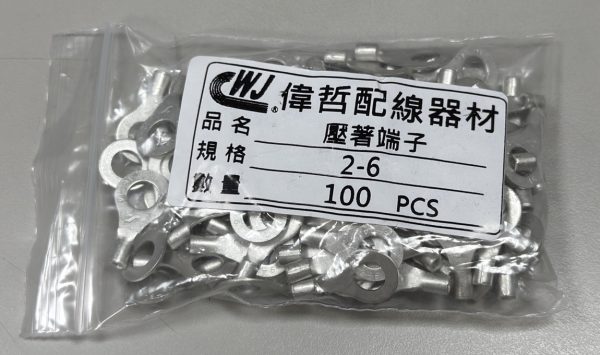 WJ
®
偉哲配線器材
品名 壓著端子
規格 2-6
數量 100 PCS